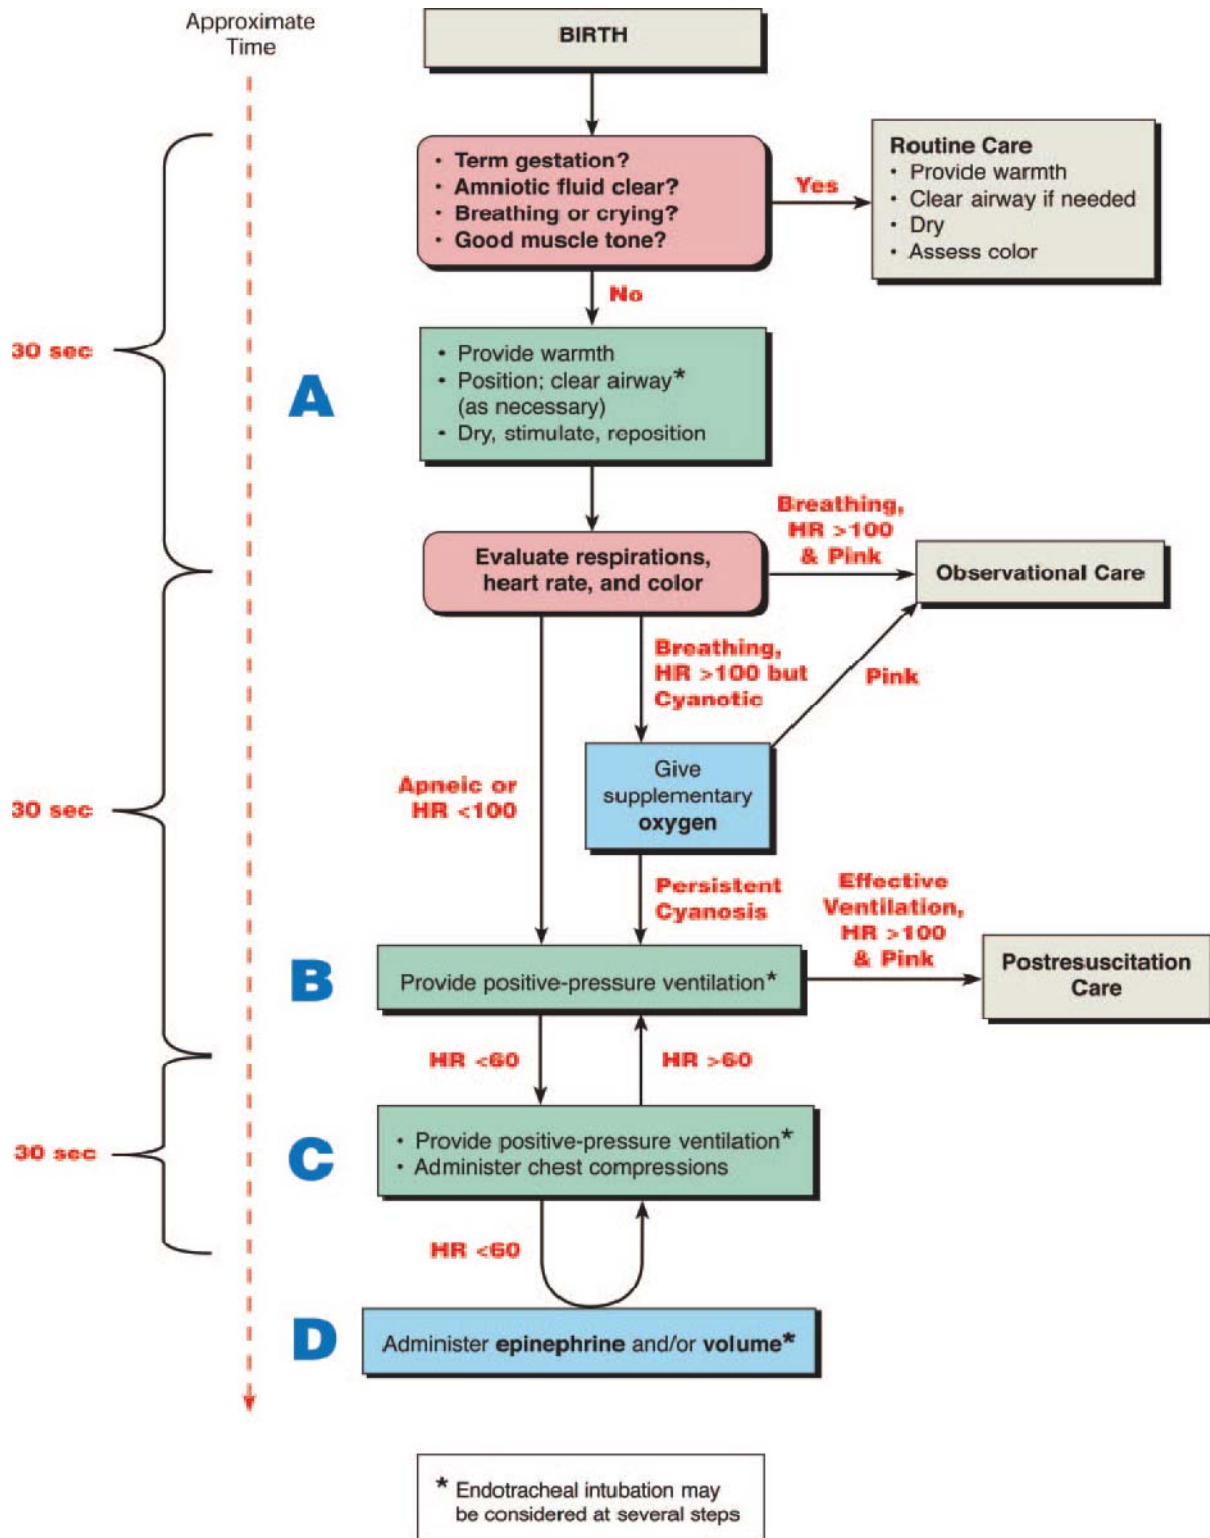 Approximate
Time
BIRTH
• Term gestation?
• Amniotic fluid clear?
• Breathing or crying?
• Good muscle tone?
Yes
Routine Care
• Provide warmth
• Clear airway if needed
• Dry
• Assess color
No
30 sec
A
• Provide warmth
• Position; clear airway*
(as necessary)
• Dry, stimulate, reposition
Evaluate respirations,
heart rate, and color
Breathing,
HR >100
& Pink
Observational Care
Breathing,
HR >100 but
Cyanotic
Pink
30 sec
Apneic or
HR <100
Give
supplementary
oxygen
Persistent
Cyanosis
Effective
Ventilation,
HR >100
& Pink
B
Provide positive-pressure ventilation*
Postresuscitation
Care
HR <60
HR >60
30 sec
C
• Provide positive-pressure ventilation*
• Administer chest compressions
HR <60
D
Administer epinephrine and/or volume*
* Endotracheal intubation may
be considered at several steps